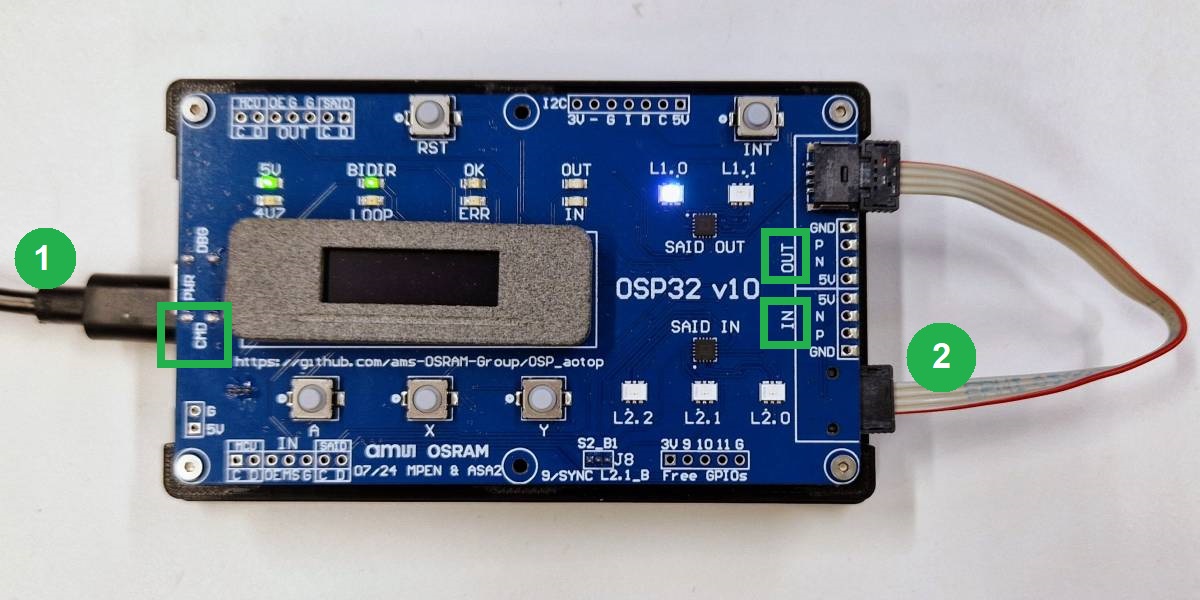 MCU OE G G SAID
C D OUT C D
RST
I2C
3V - G I D C 5V
INT
5V BIDIR OK OUT
4V7 LOOP ERR IN
L1.0 L1.1
SAID OUT
GND
P
N
5V
OUT
DBG
PWR
CMD
1
OSP32 v10
SAID IN
IN
5V
N
P
GND
2
https://github.com/ams-OSRAM-Group/OSP_aotop
L2.2 L2.1 L2.0
A X Y
G
5V
MCU IN SAID
C D OEMS G C D
amu OSRAM
07/24 MPEN & ASA2
S2_B1
J8
9/SYNC L2.1_B
3V 9 10 11 G
Free GPIOs